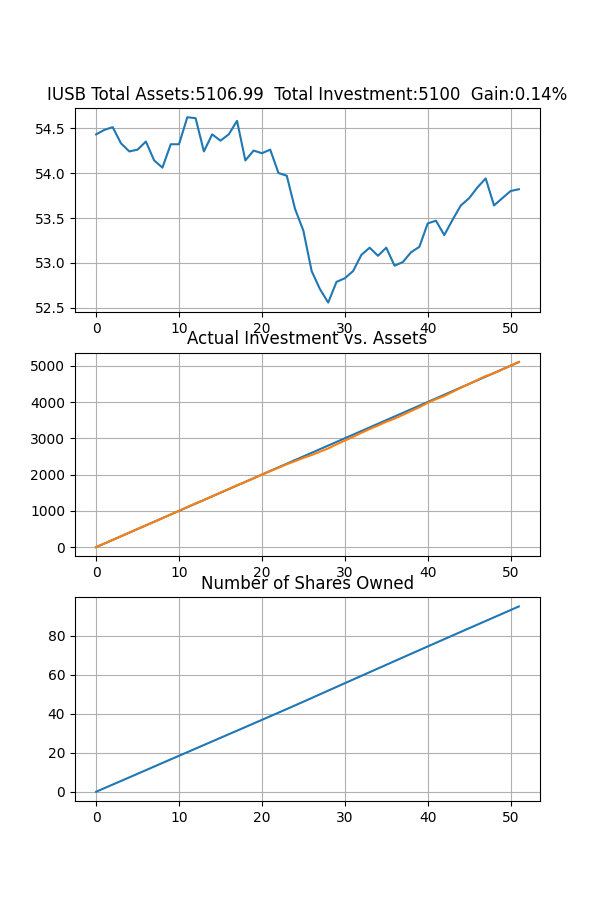 IUSB Total Assets:5106.99  Total Investment:5100  Gain:0.14%
54.5
54.0
53.5
53.0
52.5
0 10 20 30 40 50
Actual Investment vs. Assets
5000
4000
3000
2000
1000
0
0 10 20 30 40 50
Number of Shares Owned
80
60
40
20
0
0 10 20 30 40 50